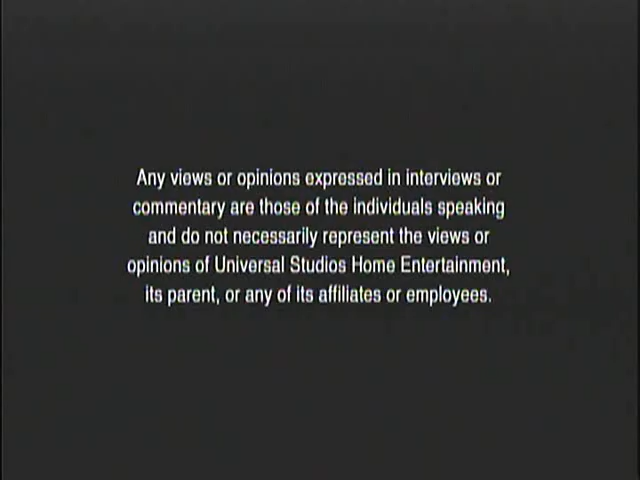 Any views or opinions expressed in interviews or
commentary are those of the individuals speaking
and do not necessarily represent the views or
opinions of Universal Studios Home Entertainment,
its parent, or any of its affiliates or employees.